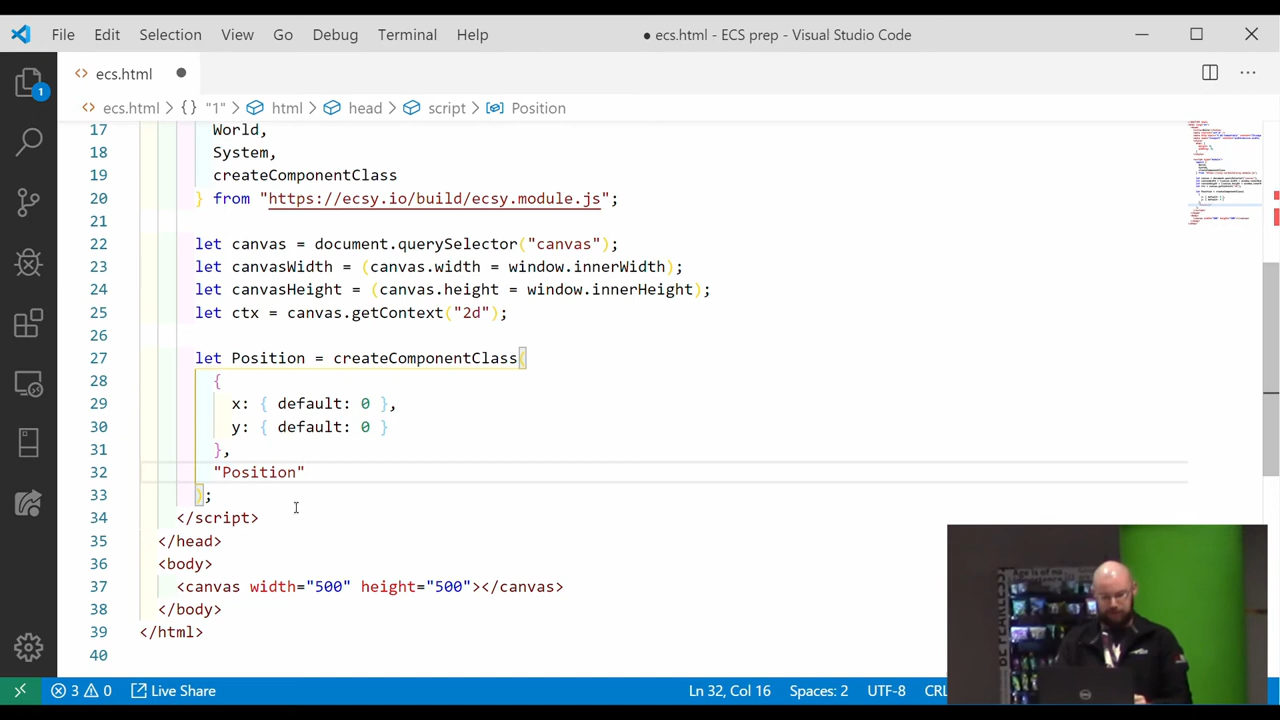 File Edit Selection View Go Debug Terminal Help
● ecs.html - ECS prep - Visual Studio Code
ecs.html ●
ecs.html > {} "1" > html > head > script > Position
17 World,
18 System,
19 createComponentClass
20 } from "https://ecsy.io/build/ecsy.module.js";
21
22 let canvas = document.querySelector("canvas");
23 let canvasWidth = (canvas.width = window.innerWidth);
24 let canvasHeight = (canvas.height = window.innerHeight);
25 let ctx = canvas.getContext("2d");
26
27 let Position = createComponentClass(
28 {
29 x: { default: 0 },
30 y: { default: 0 }
31 },
32 "Position"
33 );
34 </script>
35 </head>
36 <body>
37 <canvas width="500" height="500"></canvas>
38 </body>
39 </html>
40
1
3 0 Live Share Ln 32, Col 16 Spaces: 2 UTF-8 CRL